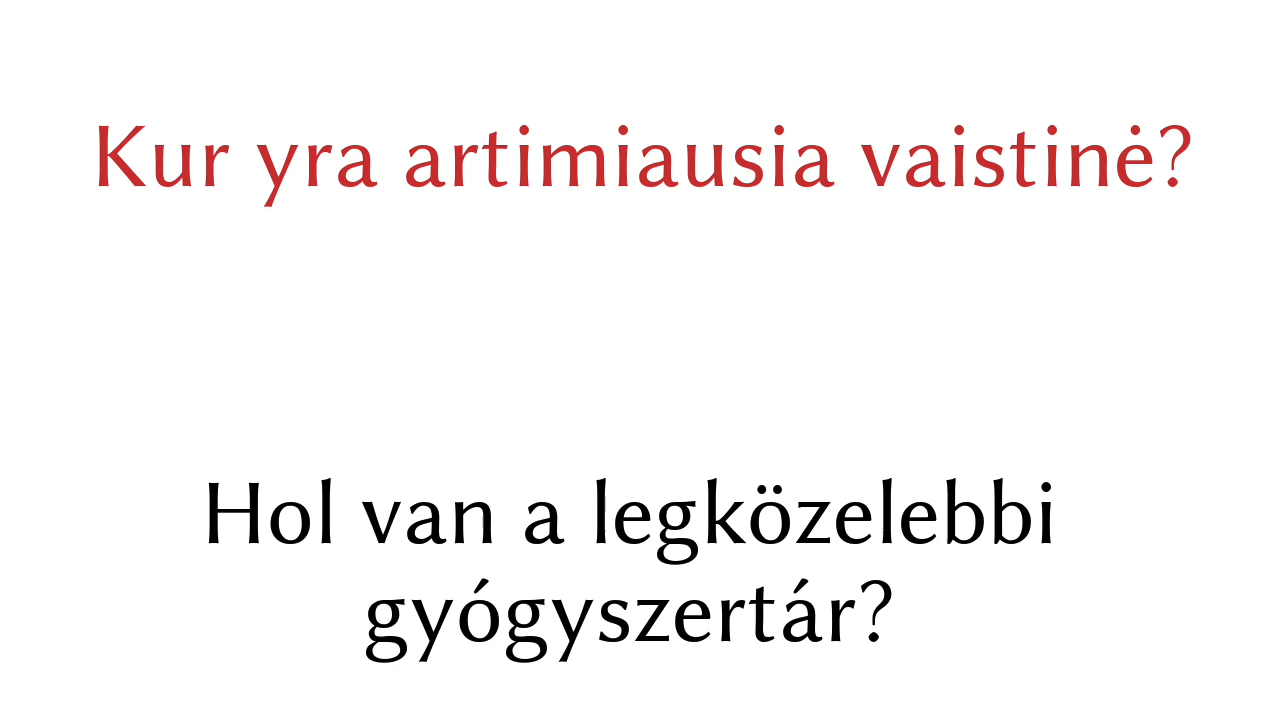 Kur yra artimiausia vaistinė?
Hol van a legközelebbi
gyógyszertár?